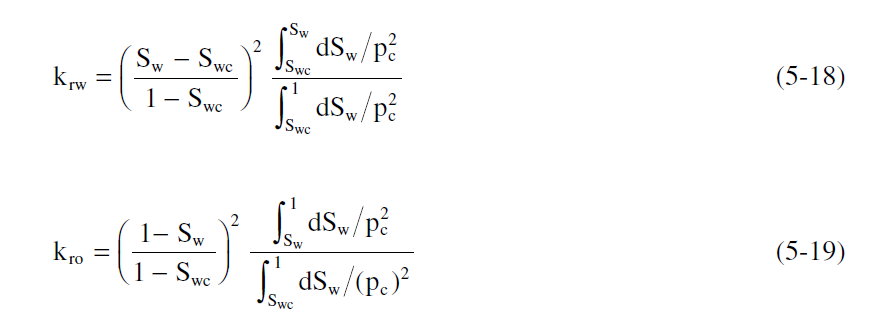 k_rw = ( (S_w − S_wc) / (1 − S_wc) )^2 ∫_{S_wc}^{S_w} dS_w/p_c^2 / ∫_{S_wc}^{1} dS_w/p_c^2 (5-18)
k_ro = ( (1− S_w) / (1 − S_wc) )^2 ∫_{S_w}^{1} dS_w/p_c^2 / ∫_{S_wc}^{1} dS_w/(p_c)^2 (5-19)